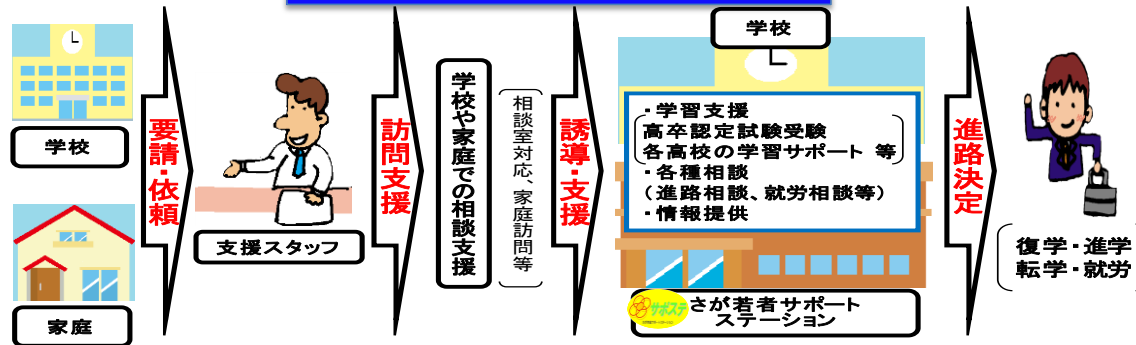 学校
家庭
要請・依頼
支援スタッフ
訪問支援
学校や家庭での相談支援
相談室対応、家庭訪問等
誘導・支援
学校
・学習支援
高卒認定試験受験
各高校の学習サポート 等
・各種相談
（進路相談、就労相談等）
・情報提供
サポステ
さが若者サポート
ステーション
進路決定
復学・進学
転学・就労